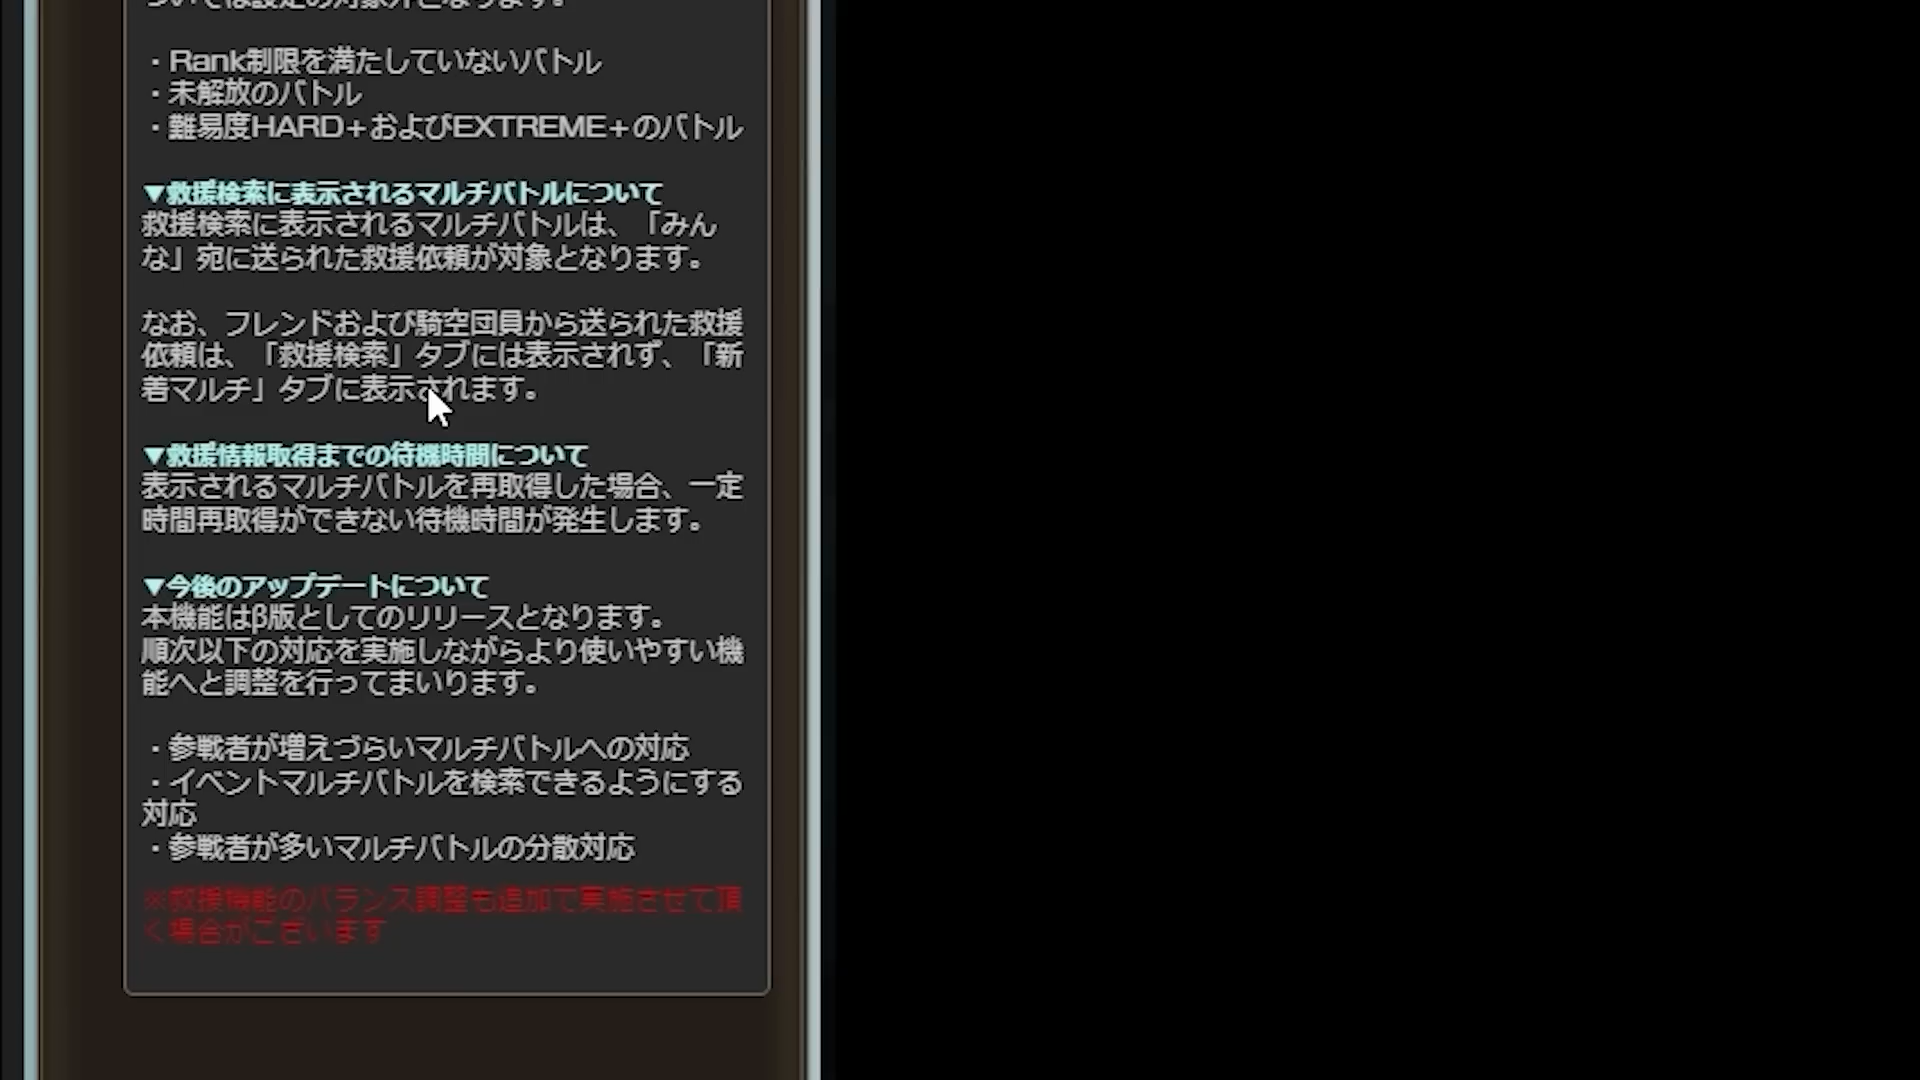 ついては設定の対象外となります。
・Rank制限を満たしていないバトル
・未解放のバトル
・難易度HARD+およびEXTREME+のバトル
▼救援検索に表示されるマルチバトルについて
救援検索に表示されるマルチバトルは、「みん
な」宛に送られた救援依頼が対象となります。
なお、フレンドおよび騎空団員から送られた救援
依頼は、「救援検索」タブには表示されず、「新
着マルチ」タブに表示されます。
▼救援情報取得までの待機時間について
表示されるマルチバトルを再取得した場合、一定
時間再取得ができない待機時間が発生します。
▼今後のアップデートについて
本機能はβ版としてのリリースとなります。
順次以下の対応を実施しながらより使いやすい機
能へと調整を行ってまいります。
・参戦者が増えづらいマルチバトルへの対応
・イベントマルチバトルを検索できるようにする
対応
・参戦者が多いマルチバトルの分散対応
※救援機能のバランス調整も追加で実施させて頂
く場合がございます